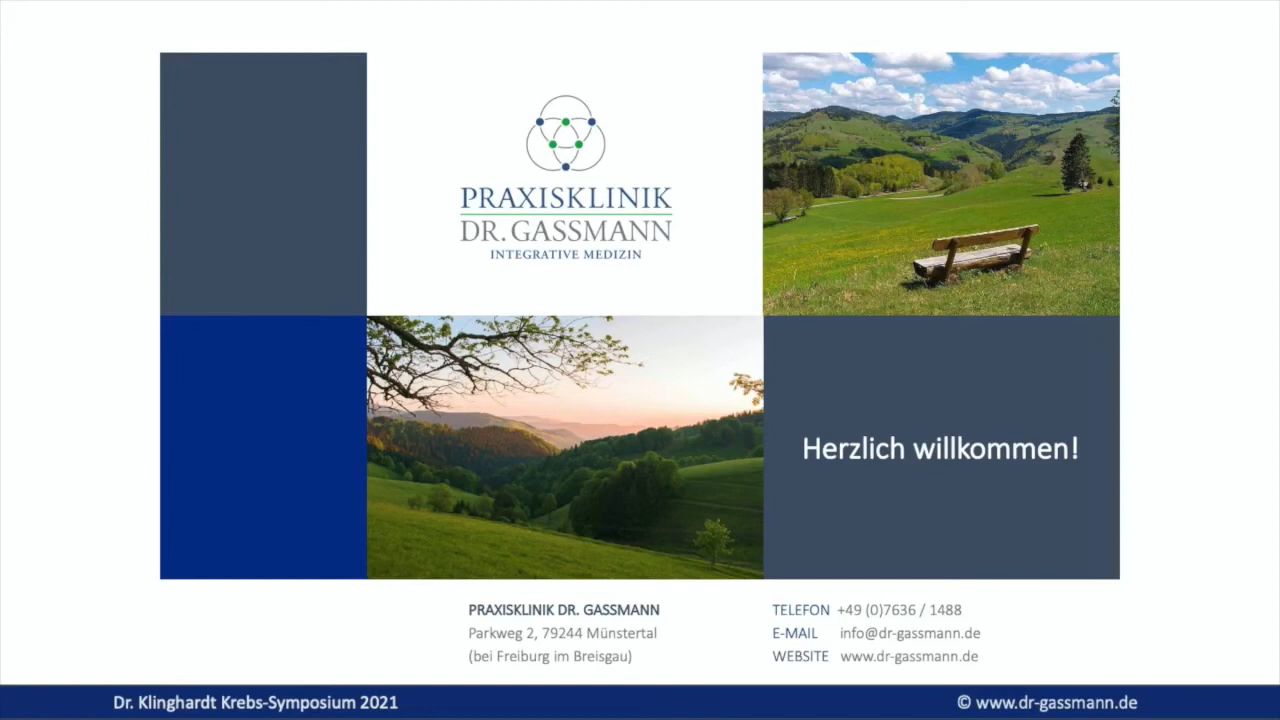 PRAXISKLINIK
DR. GASSMANN
INTEGRATIVE MEDIZIN
Herzlich willkommen!
PRAXISKLINIK DR. GASSMANN
Parkweg 2, 79244 Münstertal
(bei Freiburg im Breisgau)
TELEFON +49 (0)7636 / 1488
E-MAIL info@dr-gassmann.de
WEBSITE www.dr-gassmann.de
Dr. Klinghardt Krebs-Symposium 2021
© www.dr-gassmann.de